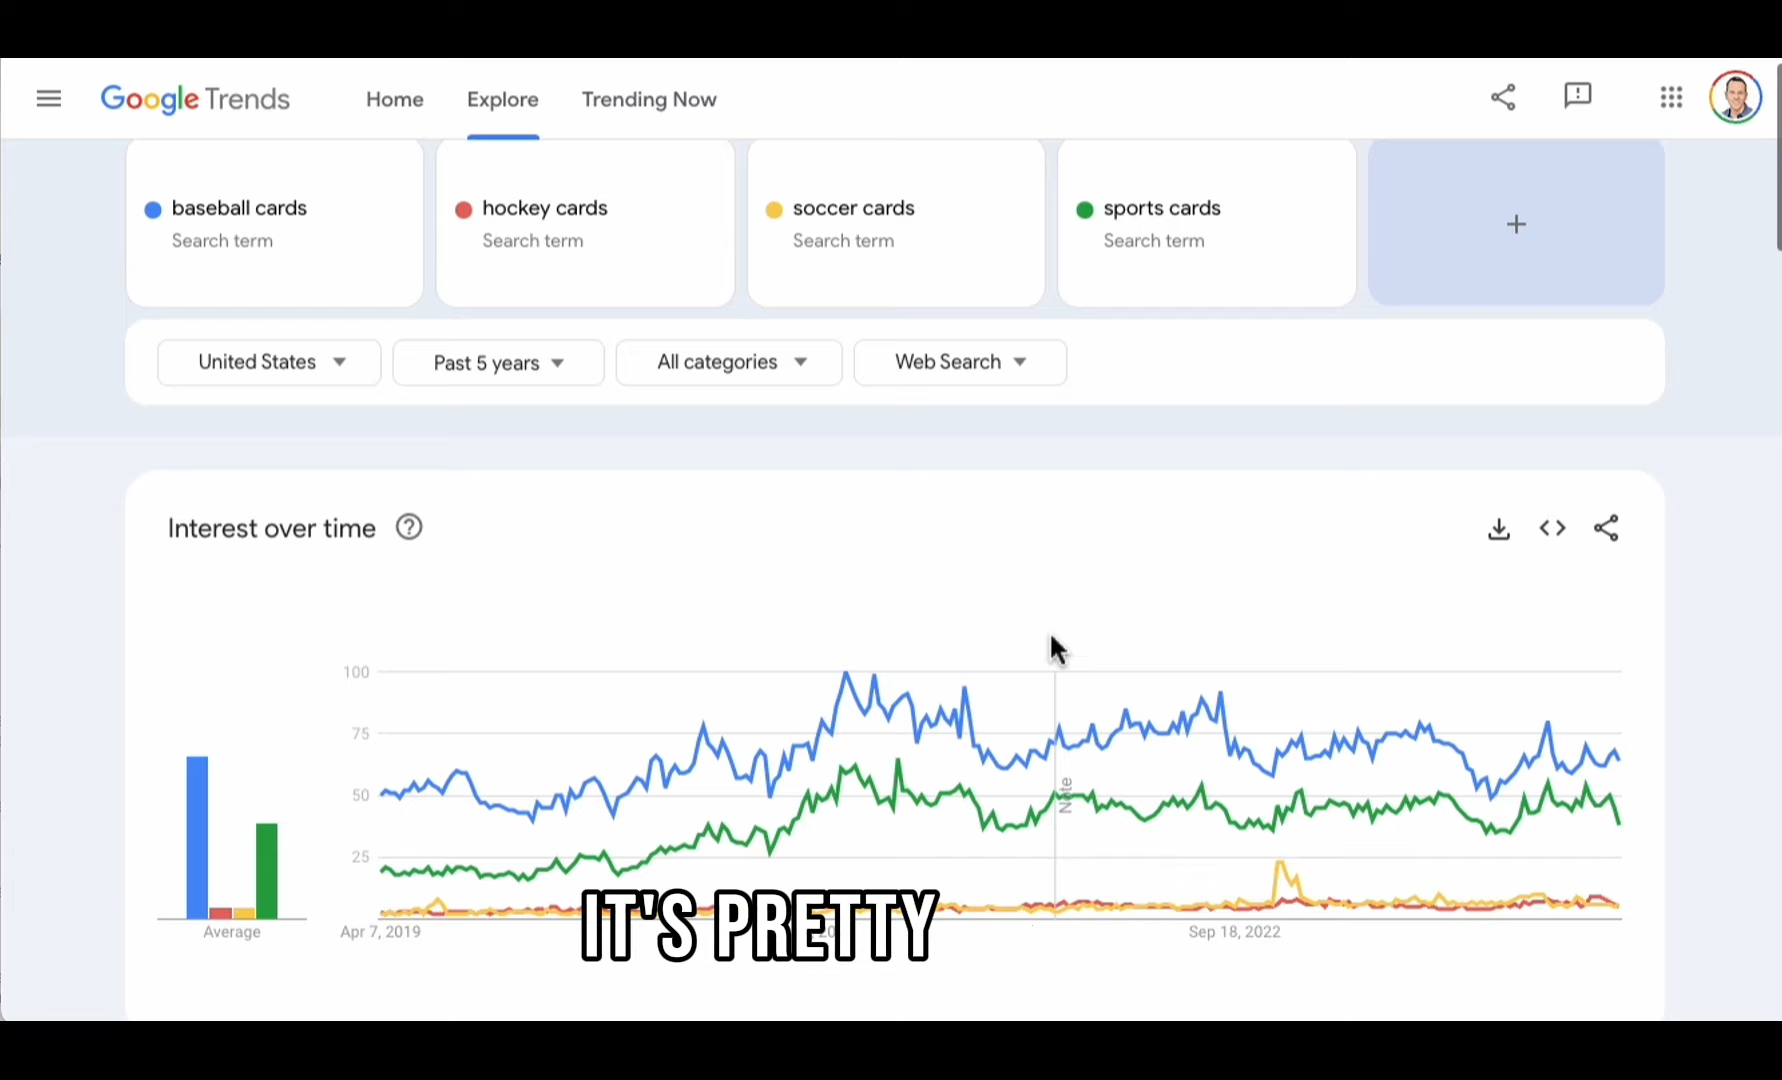 Google Trends
Home
Explore
Trending Now
baseball cards
Search term
hockey cards
Search term
soccer cards
Search term
sports cards
Search term
+
United States
Past 5 years
All categories
Web Search
Interest over time
100
75
50
25
Note
Average
Apr 7, 2019
Sep 18, 2022
IT'S PRETTY